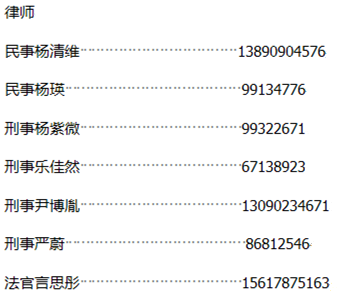 律师
民事杨清维……………………………13890904576
民事杨瑛……………………………99134776
刑事杨紫微……………………………99322671
刑事乐佳然……………………………67138923
刑事尹博胤……………………………13090234671
刑事严蔚……………………………86812546
法官言思彤……………………………15617875163